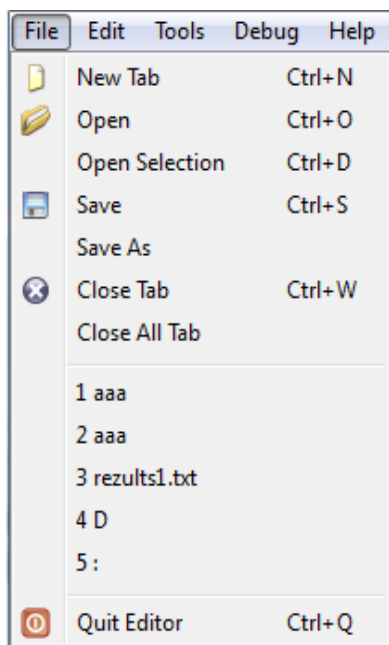 File Edit Tools Debug Help
New Tab Ctrl+N
Open Ctrl+O
Open Selection Ctrl+D
Save Ctrl+S
Save As
Close Tab Ctrl+W
Close All Tab
1 aaa
2 aaa
3 rezults1.txt
4 D
5 :
Quit Editor Ctrl+Q